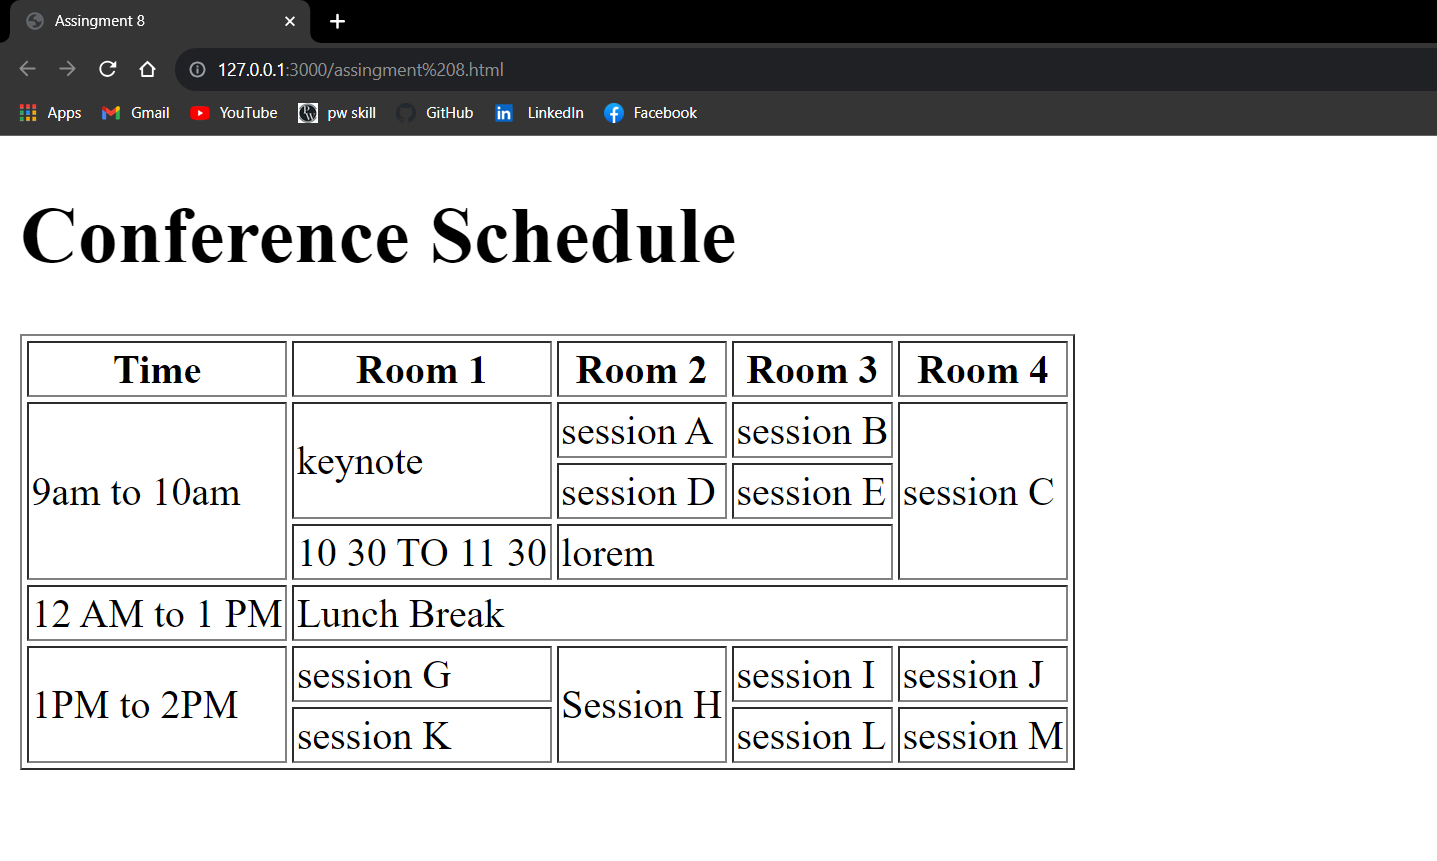 Assingment 8
127.0.0.1:3000/assingment%208.html
Apps Gmail YouTube pw skill GitHub LinkedIn Facebook
Conference Schedule
Time Room 1 Room 2 Room 3 Room 4
9am to 10am keynote session A session B session C
session D session E
10 30 TO 11 30 lorem
12 AM to 1 PM Lunch Break
1PM to 2PM session G Session H session I session J
session K session L session M